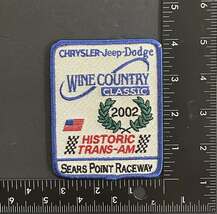 CHRYSLER-Jeep-Dodge
WINE COUNTRY
CLASSIC
2002
HISTORIC
TRANS-AM
SEARS POINT RACEWAY